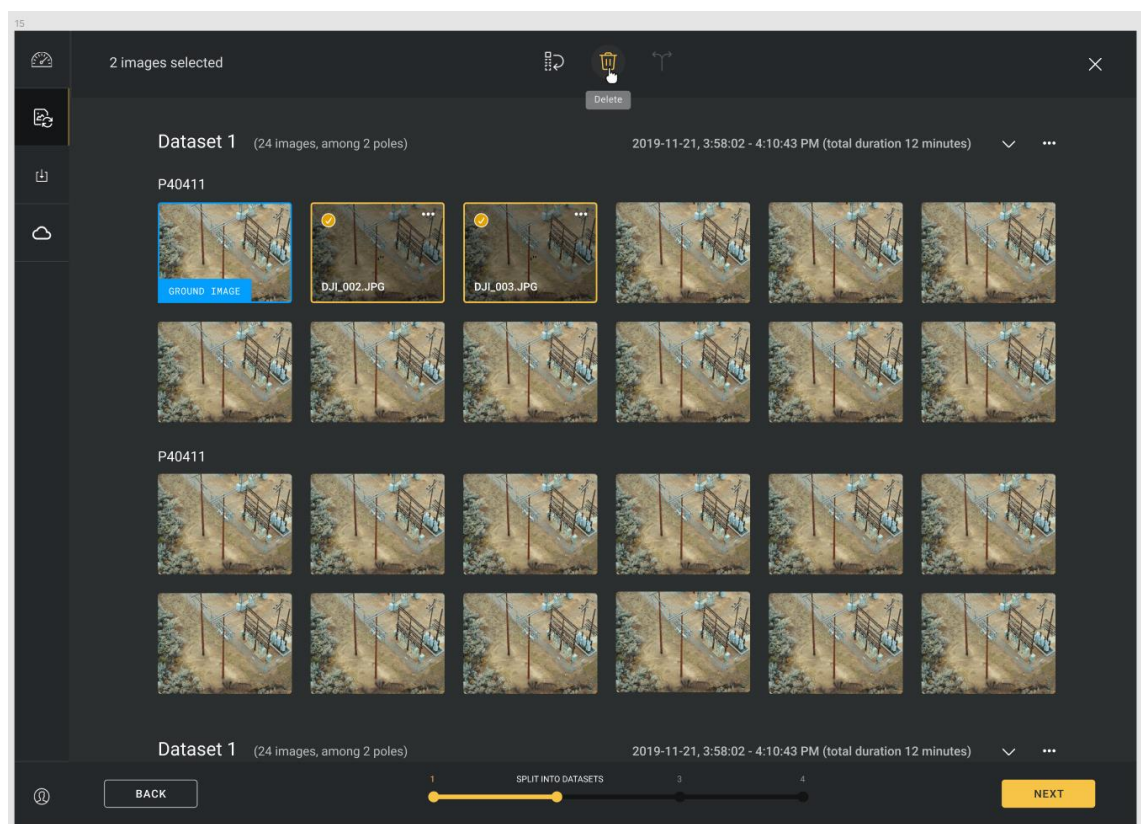 15
2 images selected
Delete
Dataset 1 (24 images, among 2 poles) 2019-11-21, 3:58:02 - 4:10:43 PM (total duration 12 minutes)
P40411
GROUND IMAGE
DJI_002.JPG
DJI_003.JPG
P40411
Dataset 1 (24 images, among 2 poles) 2019-11-21, 3:58:02 - 4:10:43 PM (total duration 12 minutes)
1 SPLIT INTO DATASETS 3 4
BACK
NEXT